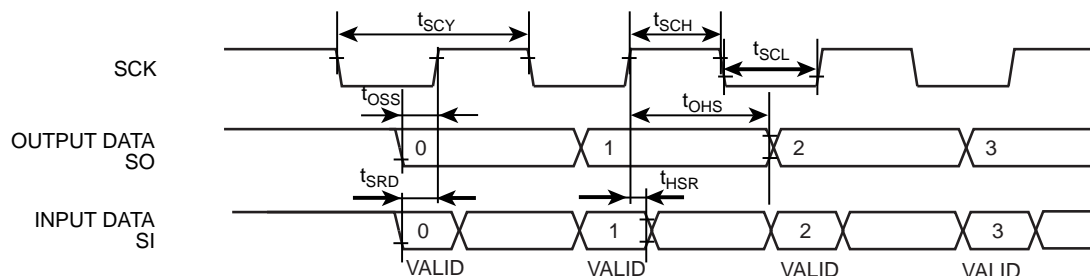 tSCY
tSCH
tSCL
SCK
tOSS
tOHS
OUTPUT DATA
SO
0
1
2
3
tSRD
tHSR
INPUT DATA
SI
0
1
2
3
VALID
VALID
VALID
VALID